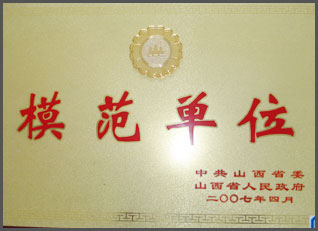 模范单位
中共山西省委
山西省人民政府
二〇〇七年四月